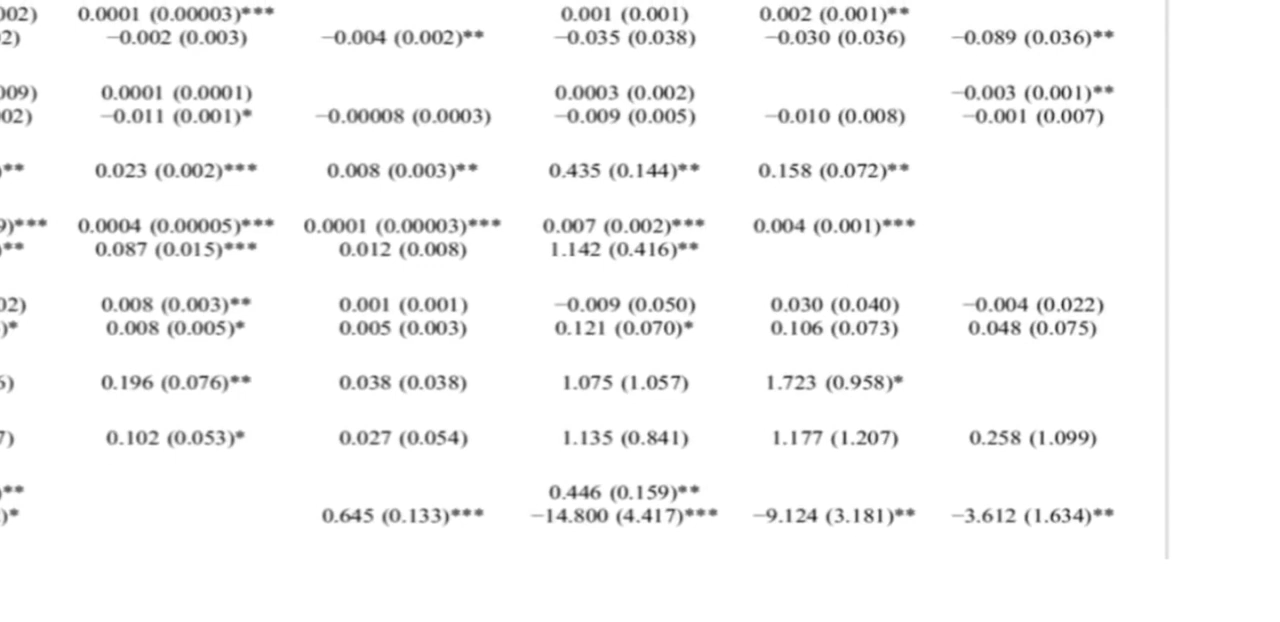 002) 0.0001 (0.00003)*** 0.001 (0.001) 0.002 (0.001)**
2) −0.002 (0.003) −0.004 (0.002)** −0.035 (0.038) −0.030 (0.036) −0.089 (0.036)**
009) 0.0001 (0.0001) 0.0003 (0.002) −0.003 (0.001)**
02) −0.011 (0.001)* −0.00008 (0.0003) −0.009 (0.005) −0.010 (0.008) −0.001 (0.007)
)** 0.023 (0.002)*** 0.008 (0.003)** 0.435 (0.144)** 0.158 (0.072)**
9)*** 0.0004 (0.00005)*** 0.0001 (0.00003)*** 0.007 (0.002)*** 0.004 (0.001)***
)** 0.087 (0.015)*** 0.012 (0.008) 1.142 (0.416)**
02) 0.008 (0.003)** 0.001 (0.001) −0.009 (0.050) 0.030 (0.040) −0.004 (0.022)
)* 0.008 (0.005)* 0.005 (0.003) 0.121 (0.070)* 0.106 (0.073) 0.048 (0.075)
) 0.196 (0.076)** 0.038 (0.038) 1.075 (1.057) 1.723 (0.958)*
7) 0.102 (0.053)* 0.027 (0.054) 1.135 (0.841) 1.177 (1.207) 0.258 (1.099)
)** 0.446 (0.159)**
)* 0.645 (0.133)*** −14.800 (4.417)*** −9.124 (3.181)** −3.612 (1.634)**